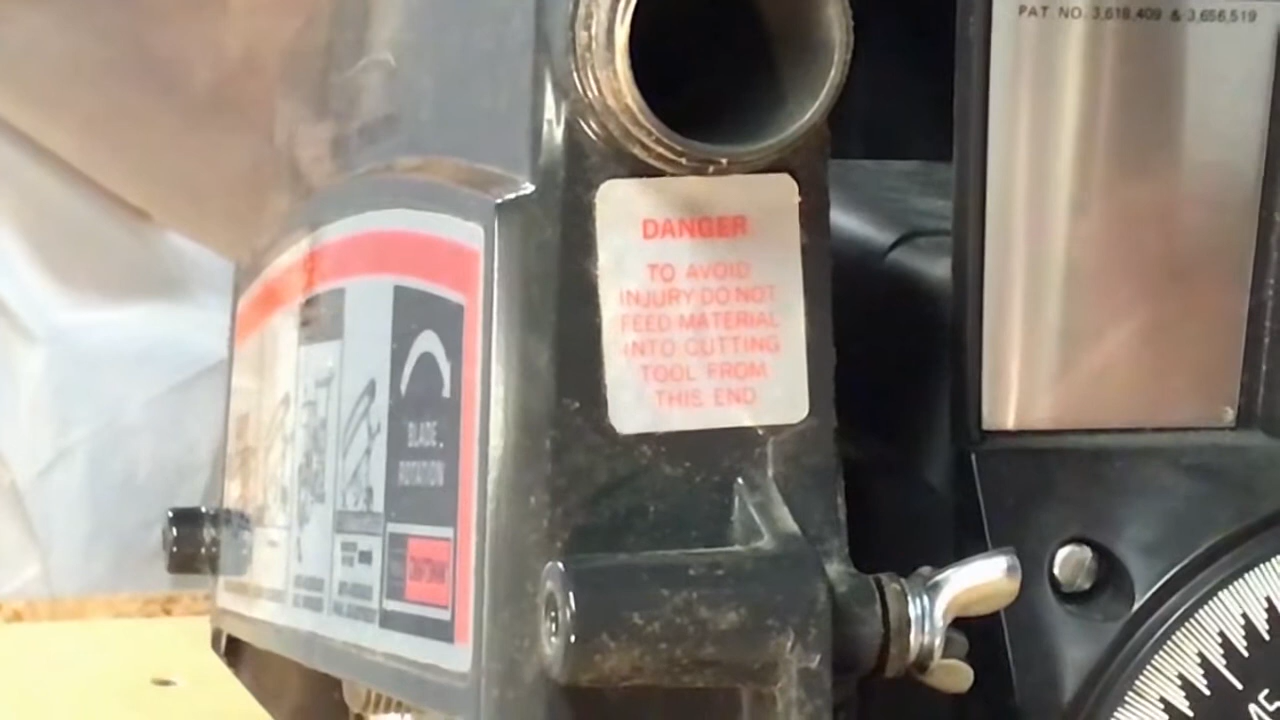 PAT. NO. 3,618,409 & 3,656,519
DANGER
TO AVOID
INJURY DO NOT
FEED MATERIAL
INTO CUTTING
TOOL FROM
THIS END
BLADE
ROTATION
45